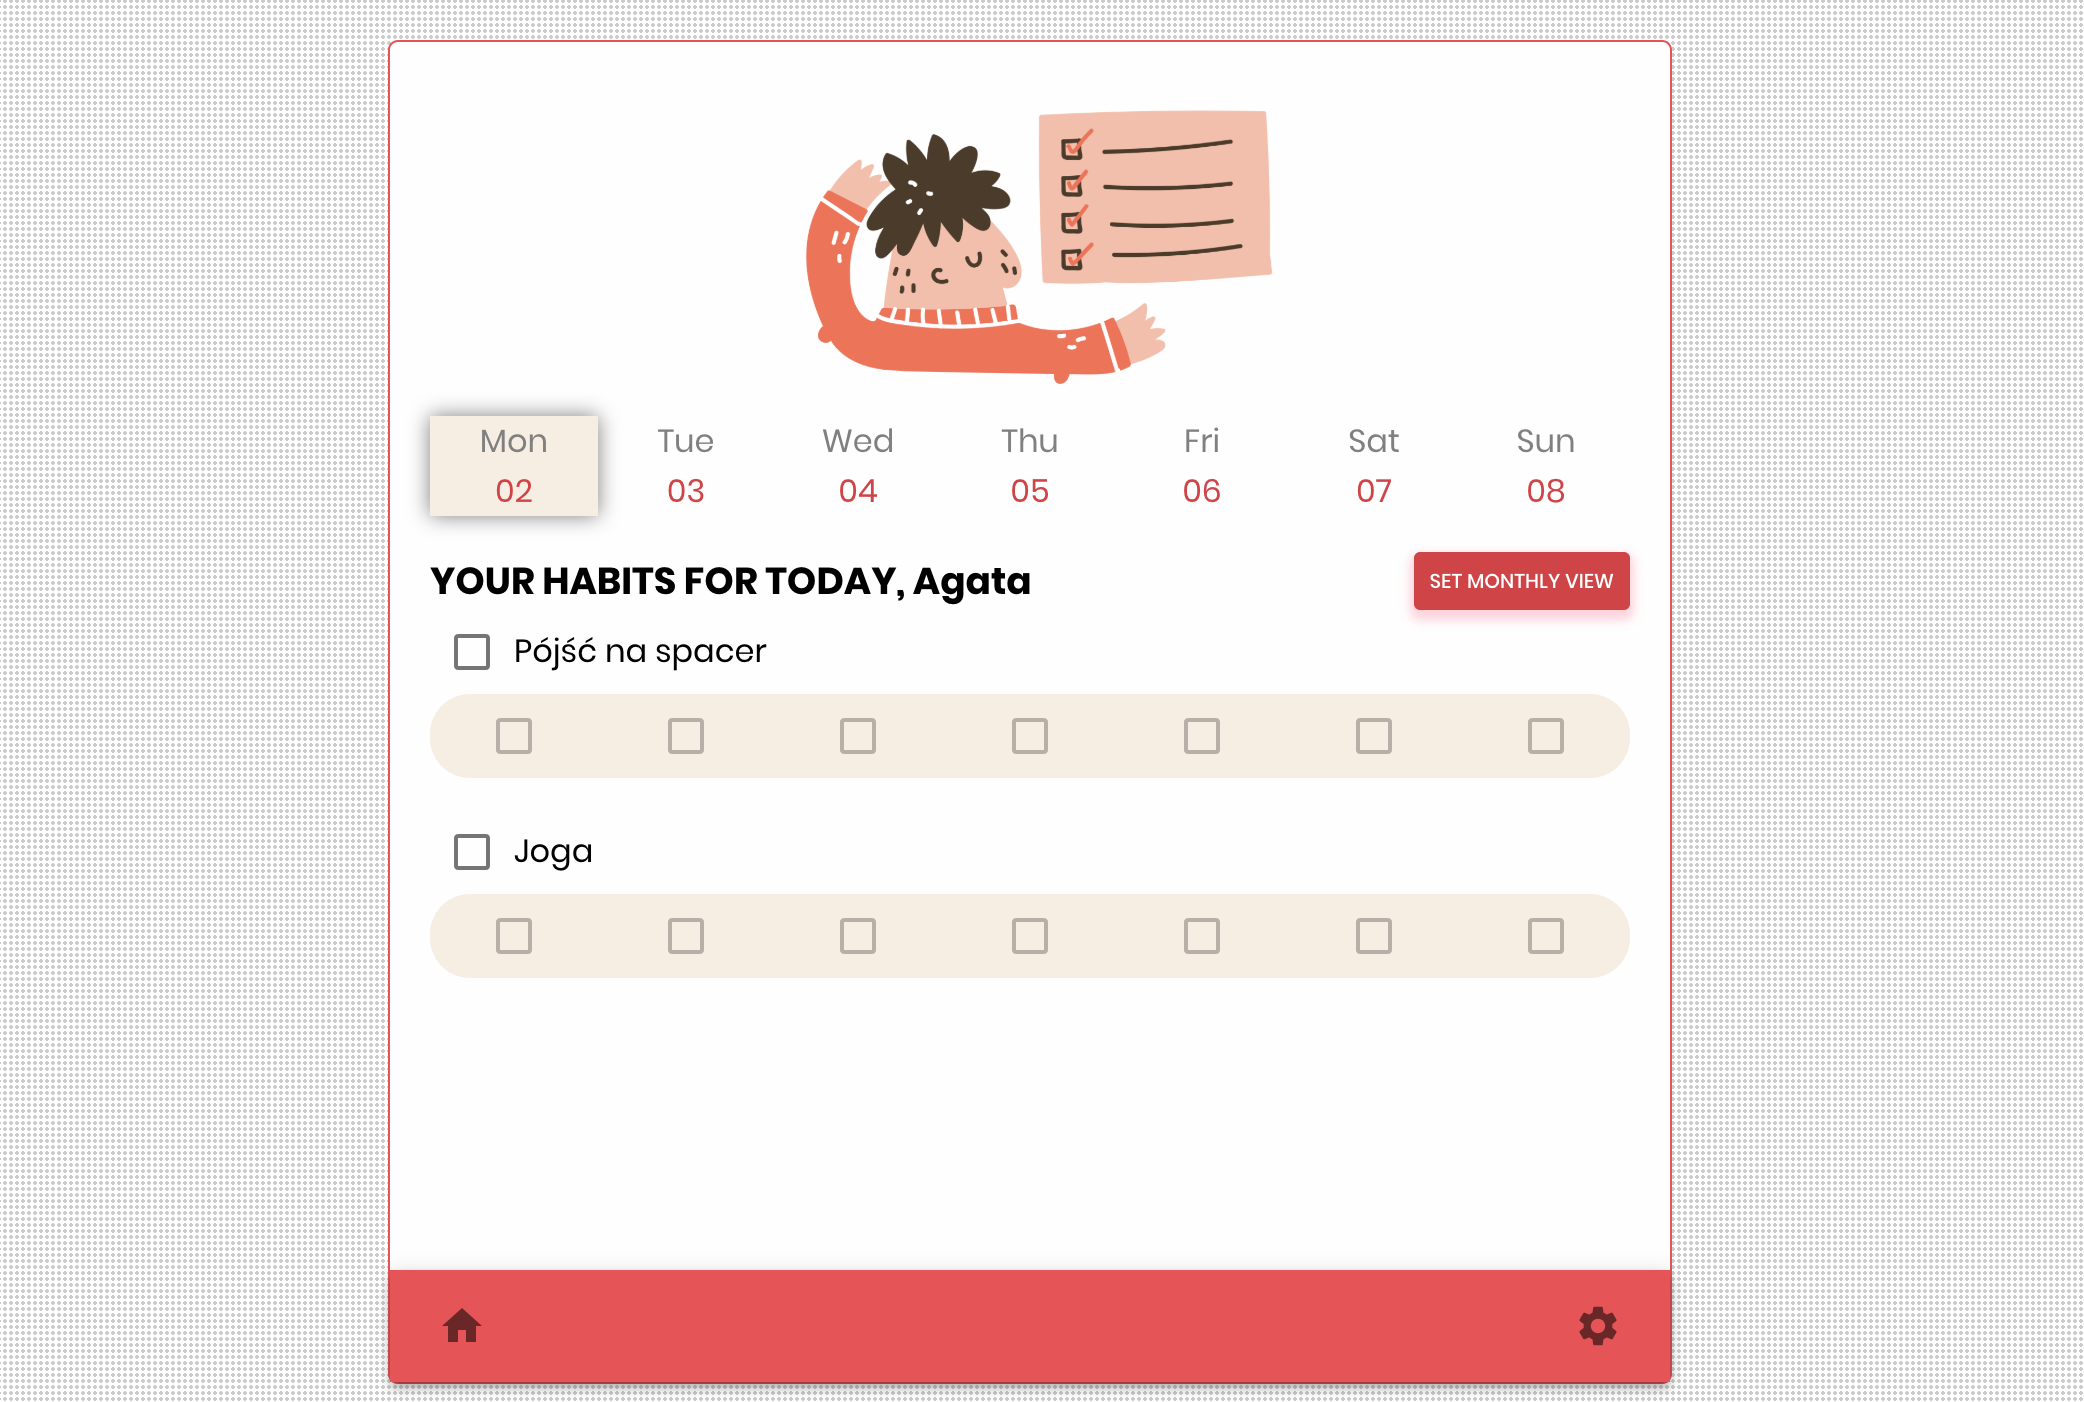 Mon Tue Wed Thu Fri Sat Sun
02 03 04 05 06 07 08
YOUR HABITS FOR TODAY, Agata
SET MONTHLY VIEW
Pójść na spacer
Joga